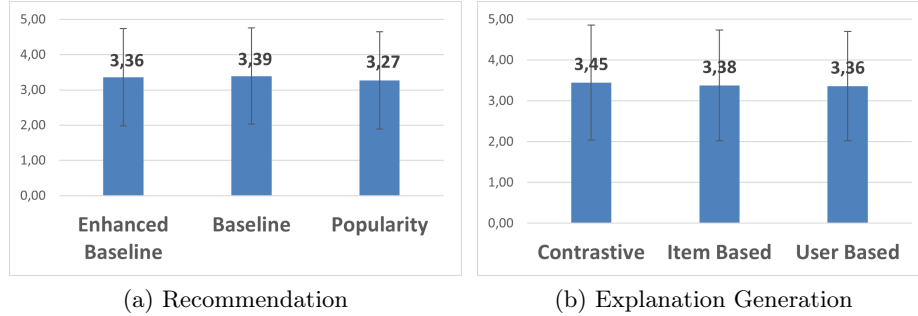 5,00
4,00
3,00
2,00
1,00
0,00
3,36
3,39
3,27
Enhanced
Baseline
Baseline
Popularity
(a) Recommendation
5,00
4,00
3,00
2,00
1,00
0,00
3,45
3,38
3,36
Contrastive
Item Based
User Based
(b) Explanation Generation